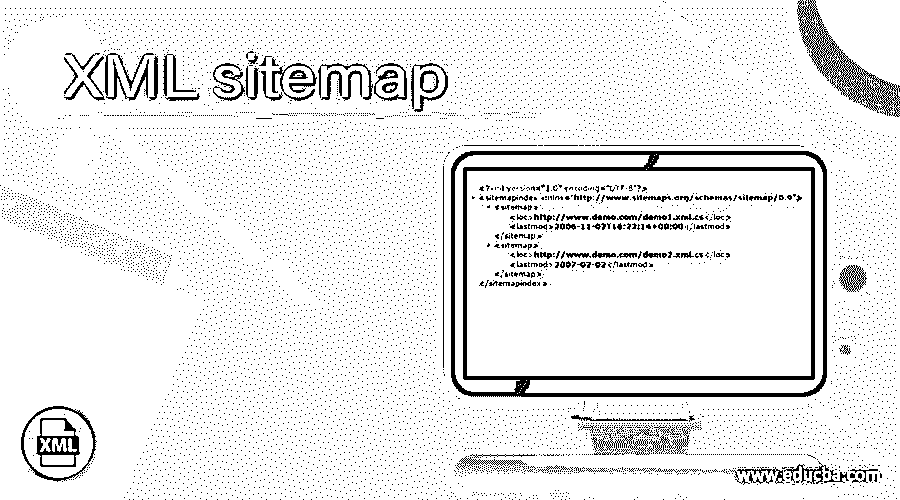 XML sitemap
<?xml version="1.0" encoding="UTF-8"?>
<sitemapindex xmlns="http://www.sitemaps.org/schemas/sitemap/0.9">
<sitemap>
<loc>http://www.demo.com/demo1.xml.cs</loc>
<lastmod>2006-11-07T18:22:14+00:00</lastmod>
</sitemap>
<sitemap>
<loc>http://www.demo.com/demo2.xml.cs</loc>
<lastmod>2007-02-02</lastmod>
</sitemap>
</sitemapindex>
XML
www.educba.com